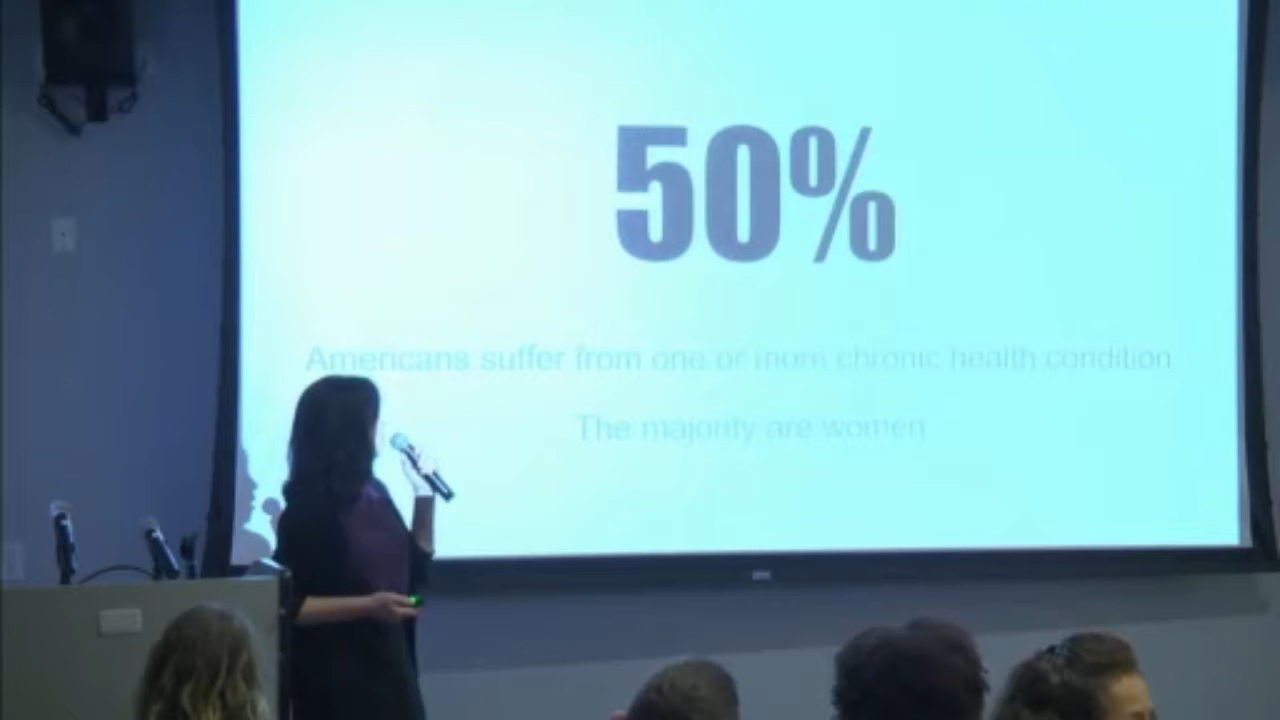 50%
Americans suffer from one or more chronic health condition
The majority are women